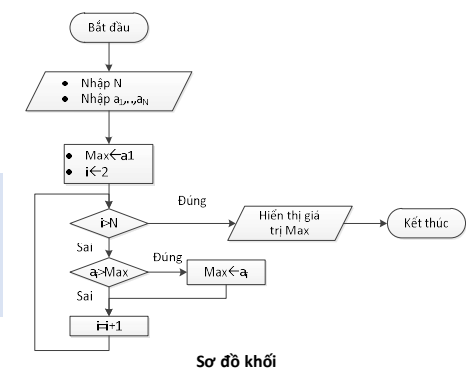 Bắt đầu
• Nhập N
• Nhập a1,..,aN
• Max←a1
• i←2
i>N
Đúng
Hiển thị giá
trị Max
Kết thúc
Sai
ai>Max
Đúng
Max←ai
Sai
i=i+1
Sơ đồ khối